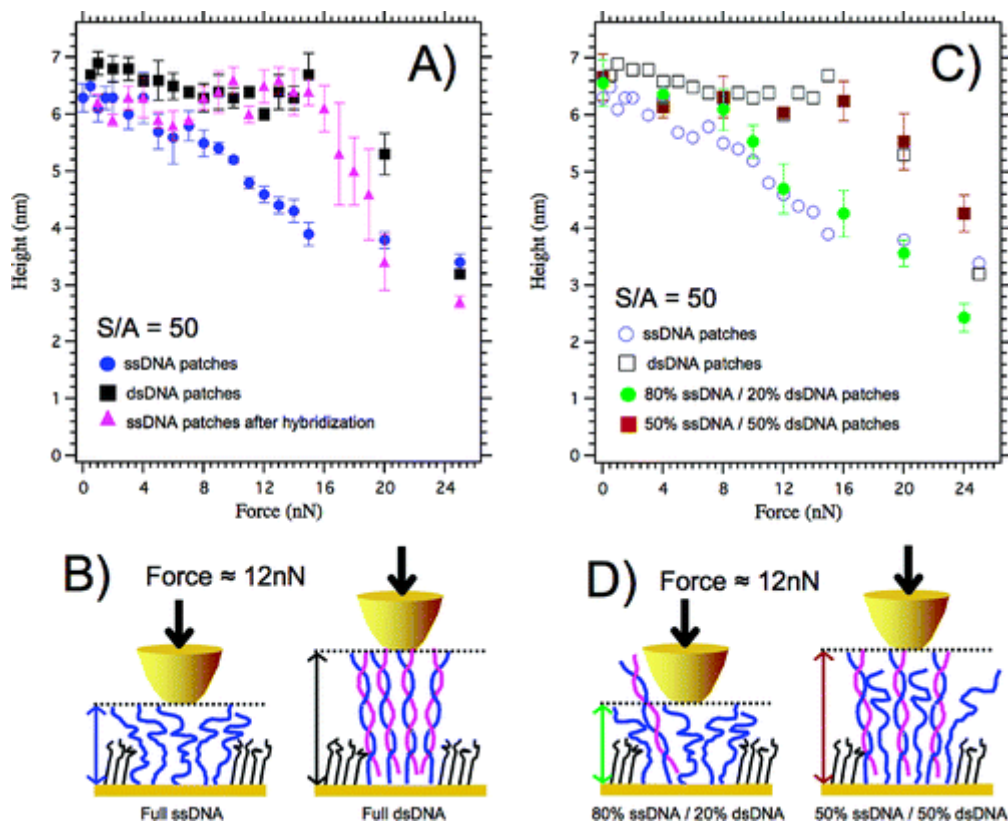 A)
Height (nm)
7
6
5
4
3
2
1
0
S/A = 50
ssDNA patches
dsDNA patches
ssDNA patches after hybridization
0 4 8 12 16 20 24
Force (nN)
C)
Height (nm)
7
6
5
4
3
2
1
0
S/A = 50
ssDNA patches
dsDNA patches
80% ssDNA / 20% dsDNA patches
50% ssDNA / 50% dsDNA patches
0 4 8 12 16 20 24
Force (nN)
B)
Force ≈ 12nN
Full ssDNA
Full dsDNA
D)
Force ≈ 12nN
80% ssDNA / 20% dsDNA
50% ssDNA / 50% dsDNA